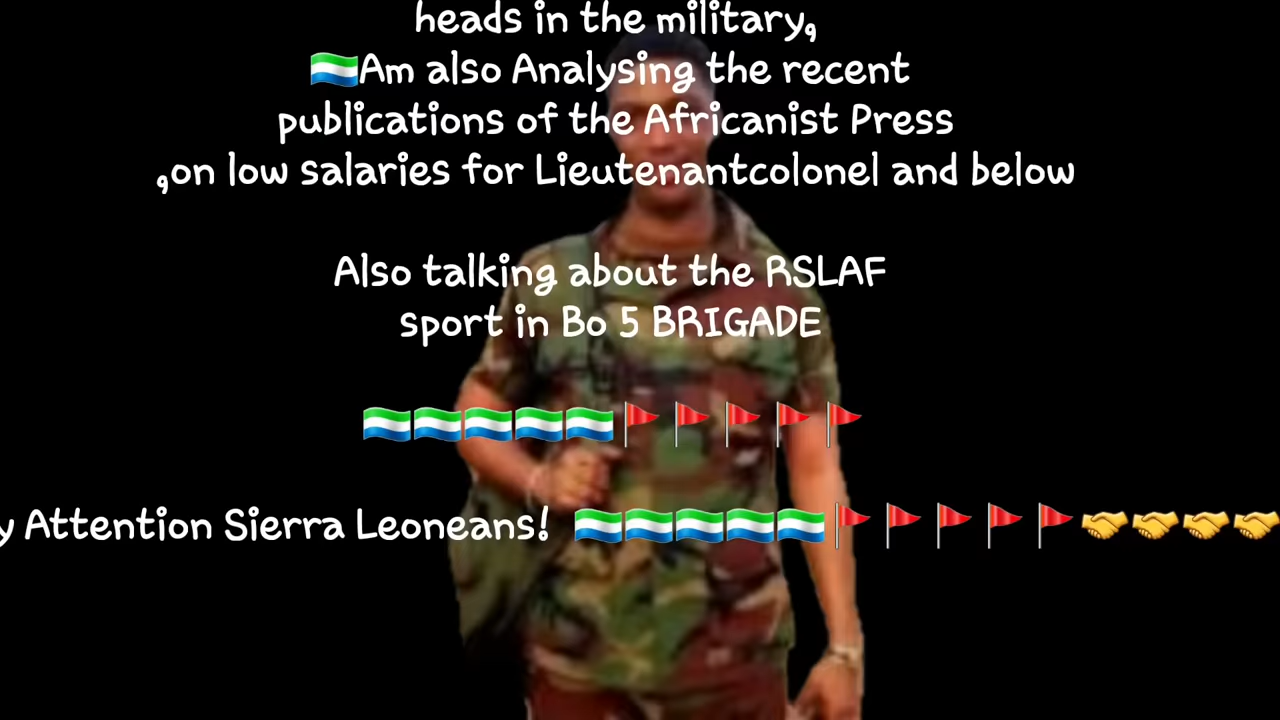 heads in the military,
🇸🇱Am also Analysing the recent
publications of the Africanist Press
,on low salaries for Lieutenantcolonel and below
Also talking about the RSLAF
sport in Bo 5 BRIGADE
🇸🇱🇸🇱🇸🇱🇸🇱🇸🇱🚩🚩🚩🚩🚩
y Attention Sierra Leoneans! 🇸🇱🇸🇱🇸🇱🇸🇱🇸🇱🚩🚩🚩🚩🚩🤝🤝🤝🤝